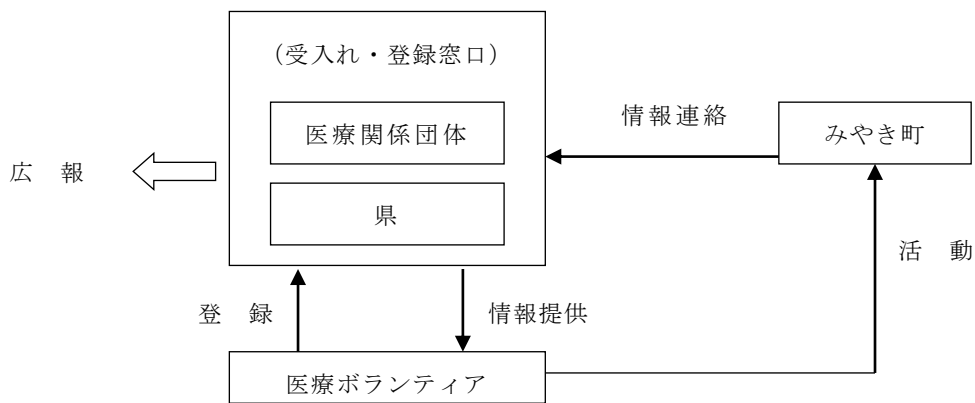 (受入れ・登録窓口)
医療関係団体
県
広　報
情報連絡
みやき町
活　動
登　録
情報提供
医療ボランティア